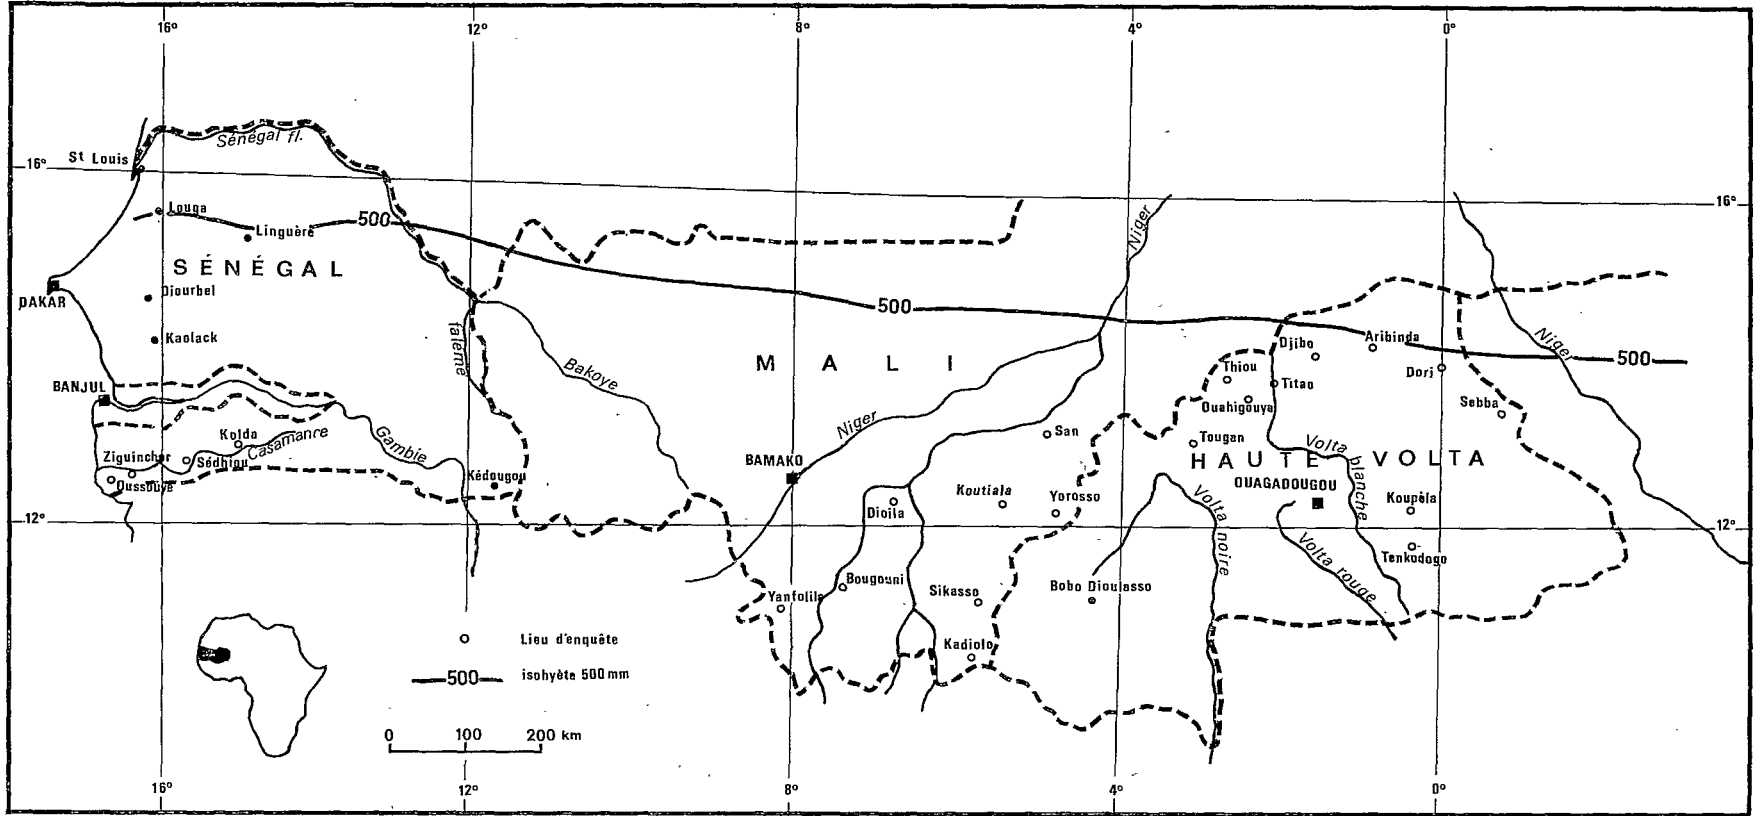 16°
12°
8°
4°
0°
Sénégal fl.
St Louis
16°
16°
Louga
Linguère
500
Niger
SÉNÉGAL
DAKAR
Diourbel
500
Kaolack
falémé
Bakoye
MALI
Niger
Djibo
Aribinda
500
Thiou
Titao
Dori
BANJUL
Ouahigouya
Sebba
Niger
Kolda
Casamance
Gambie
San
Tougan
Volta blanche
Ziguinchor
Sédhiou
BAMAKO
HAUTE VOLTA
Oussouye
Kédougou
OUAGADOUGOU
Koutiala
Yorosso
Volta noire
Koupéla
Dioila
12°
12°
Volta rouge
Tenkodogo
Bougouni
Bobo Dioulasso
Yanfolila
Sikasso
Kadiolo
Lieu d'enquête
500 isohyète 500 mm
0 100 200 km
16°
12°
8°
4°
0°